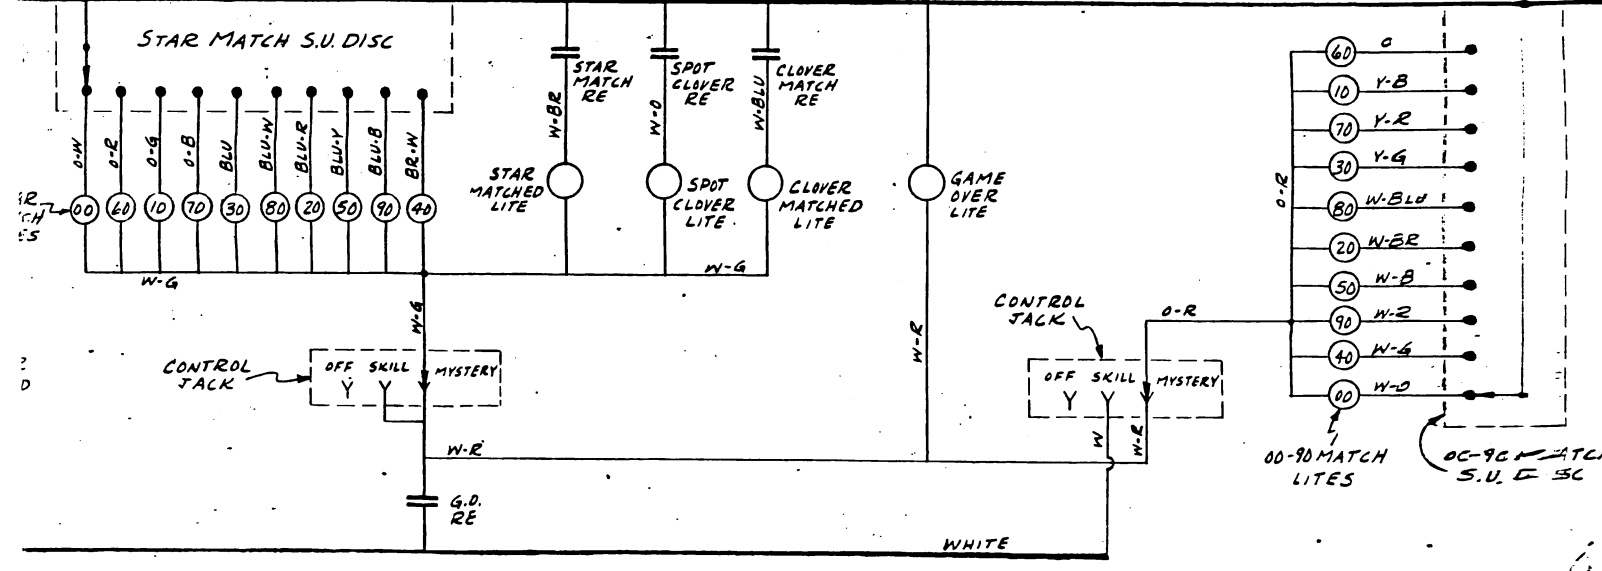 STAR MATCH S.U. DISC
STAR
MATCH
RE
SPOT
CLOVER
RE
CLOVER
MATCH
RE
O-W
O-R
O-G
O-B
BLU
BLU-W
BLU-R
BLU-Y
BLU-B
BR-W
W-BR
W-O
W-BLU
00
60
10
70
30
80
20
50
90
40
STAR
MATCHED
LITE
SPOT
CLOVER
LITE
CLOVER
MATCHED
LITE
GAME
OVER
LITE
W-G
W-G
W-G
CONTROL
JACK
OFF SKILL MYSTERY
W-R
G.O.
RE
WHITE
W-R
CONTROL
JACK
OFF SKILL MYSTERY
W
W-R
O-R
O-R
60 O
10 Y-B
70 Y-R
30 Y-G
80 W-BLU
20 W-BR
50 W-B
90 W-R
40 W-G
00 W-O
00-90 MATCH
LITES
S.U.